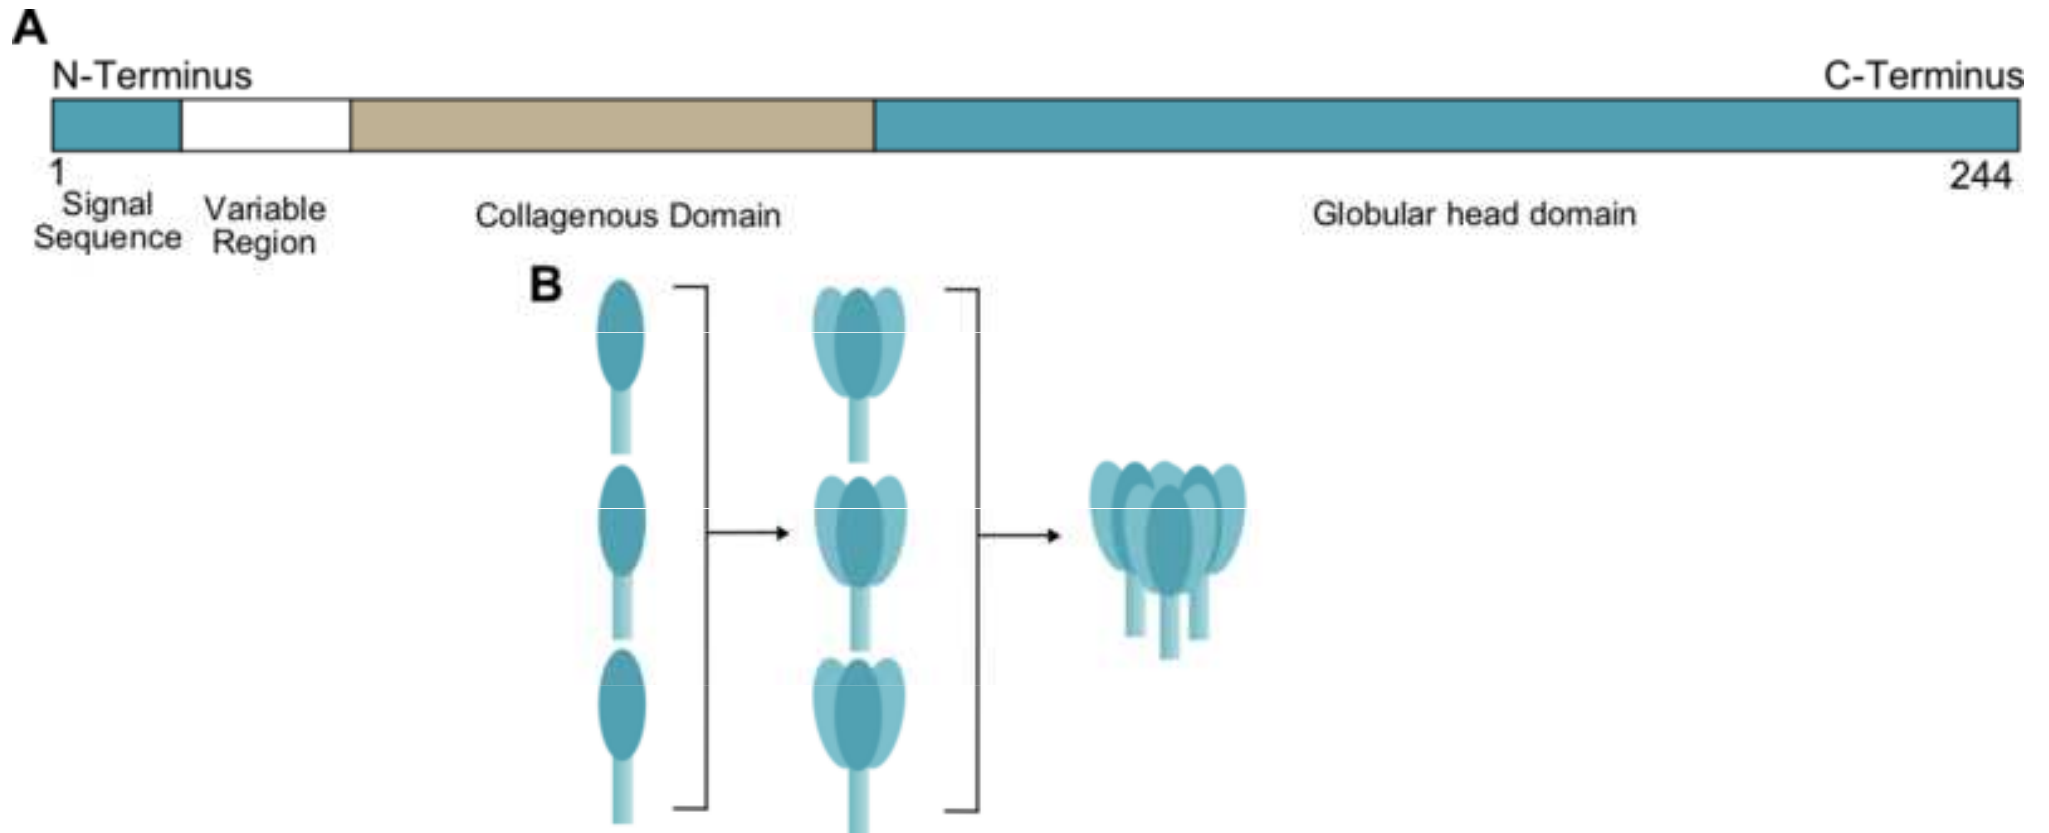 A
N-Terminus
C-Terminus
1
244
Signal
Sequence
Variable
Region
Collagenous Domain
Globular head domain
B